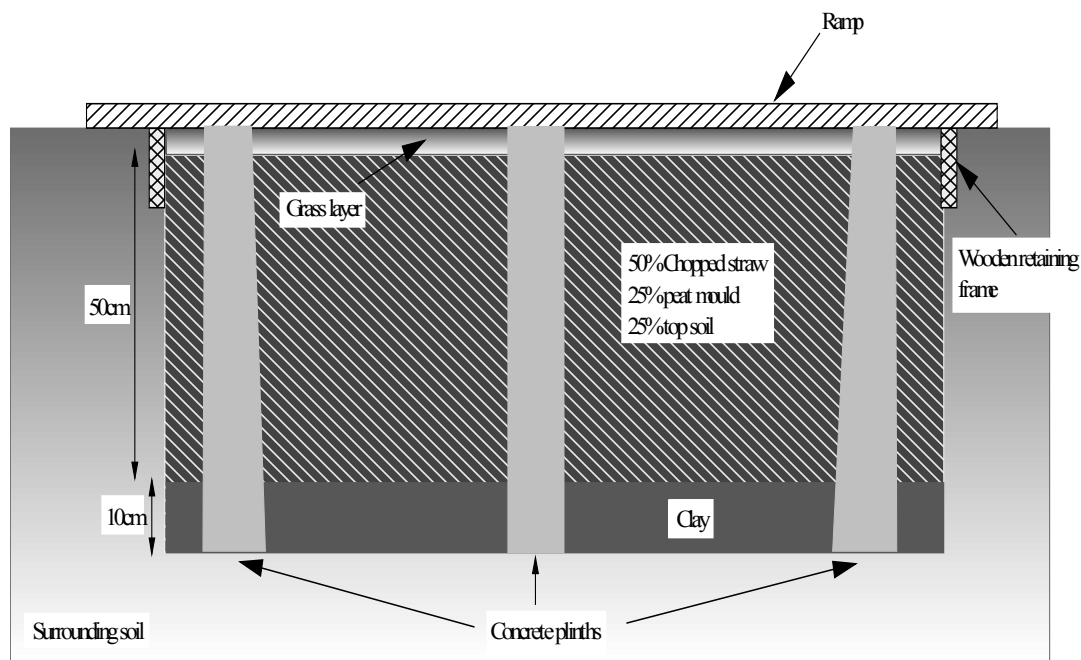 Ramp
Grass layer
50% Chopped straw
25% peat mould
25% top soil
Wooden retaining
frame
50cm
10cm
Clay
Surrounding soil
Concrete plinths